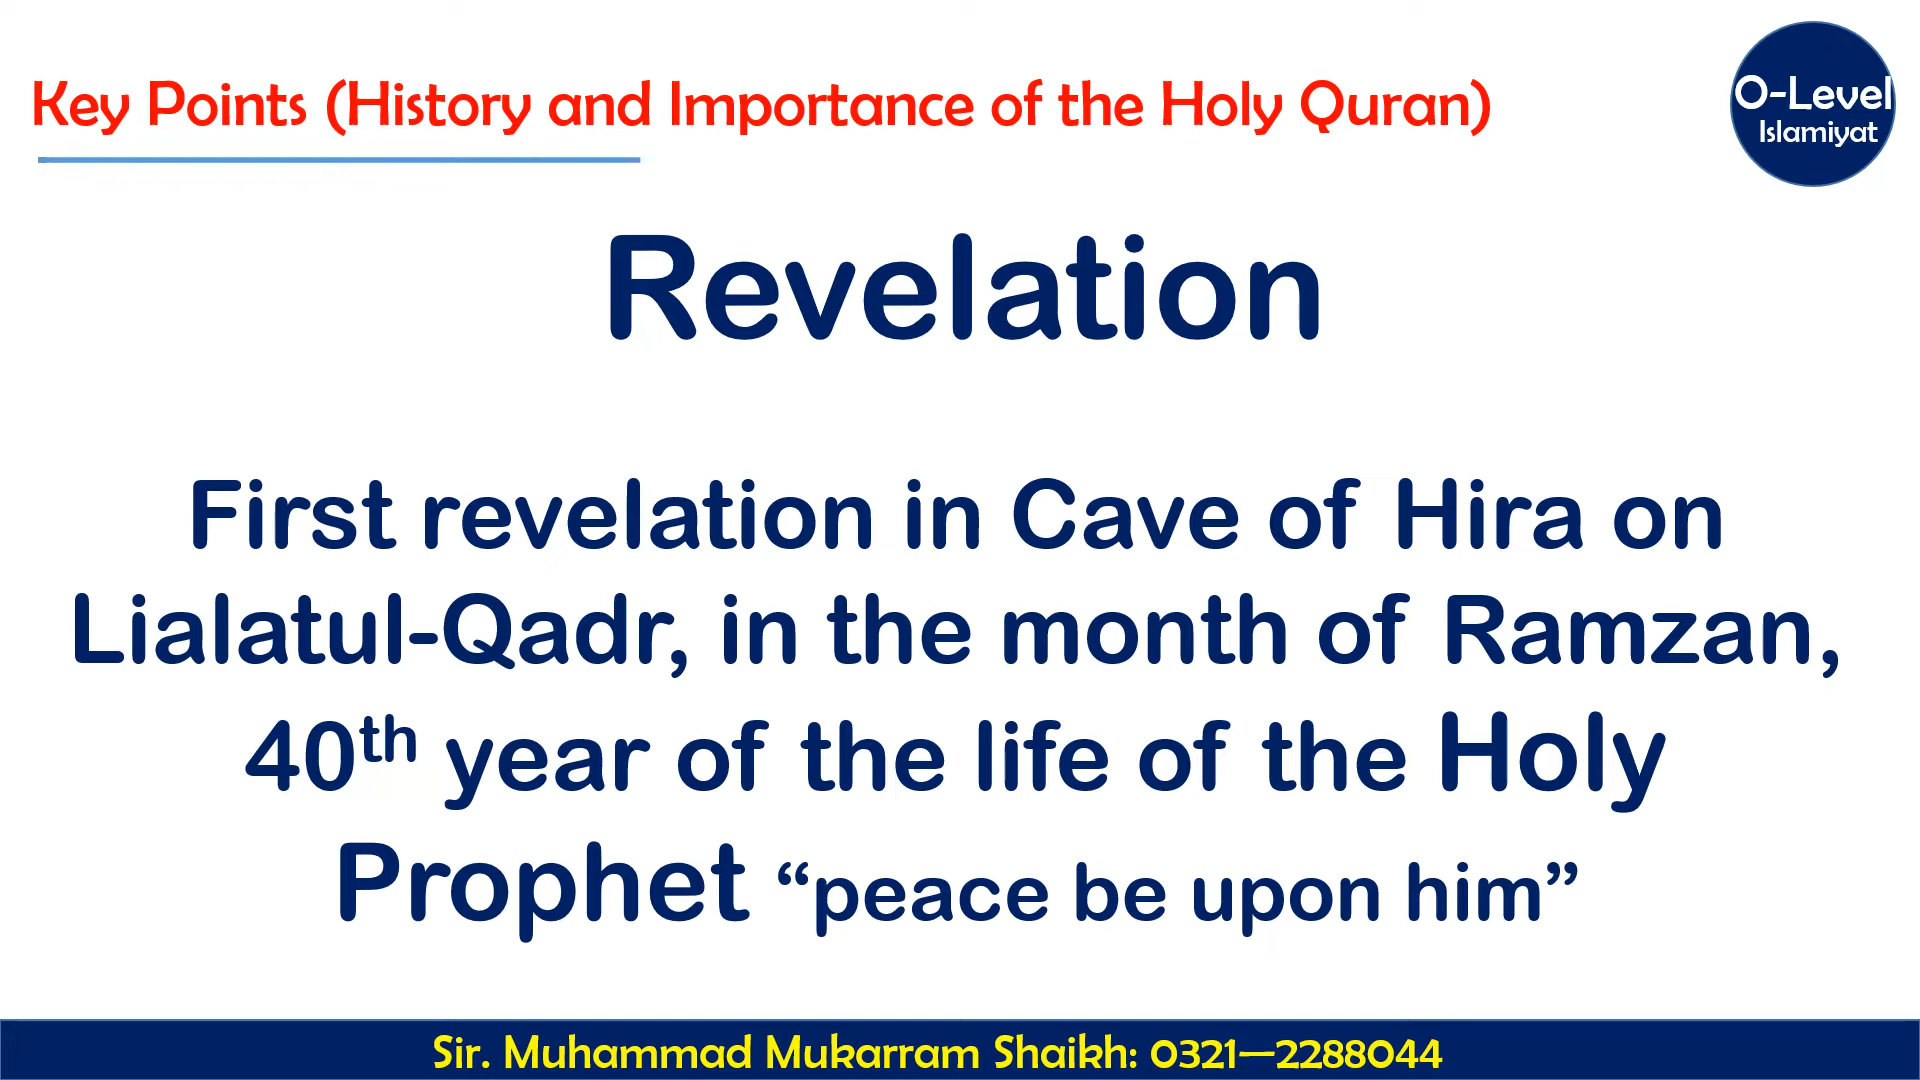 Key Points (History and Importance of the Holy Quran)
O-Level
Islamiyat
Revelation
First revelation in Cave of Hira on
Lialatul-Qadr, in the month of Ramzan,
40th year of the life of the Holy
Prophet “peace be upon him”
Sir. Muhammad Mukarram Shaikh: 0321—2288044